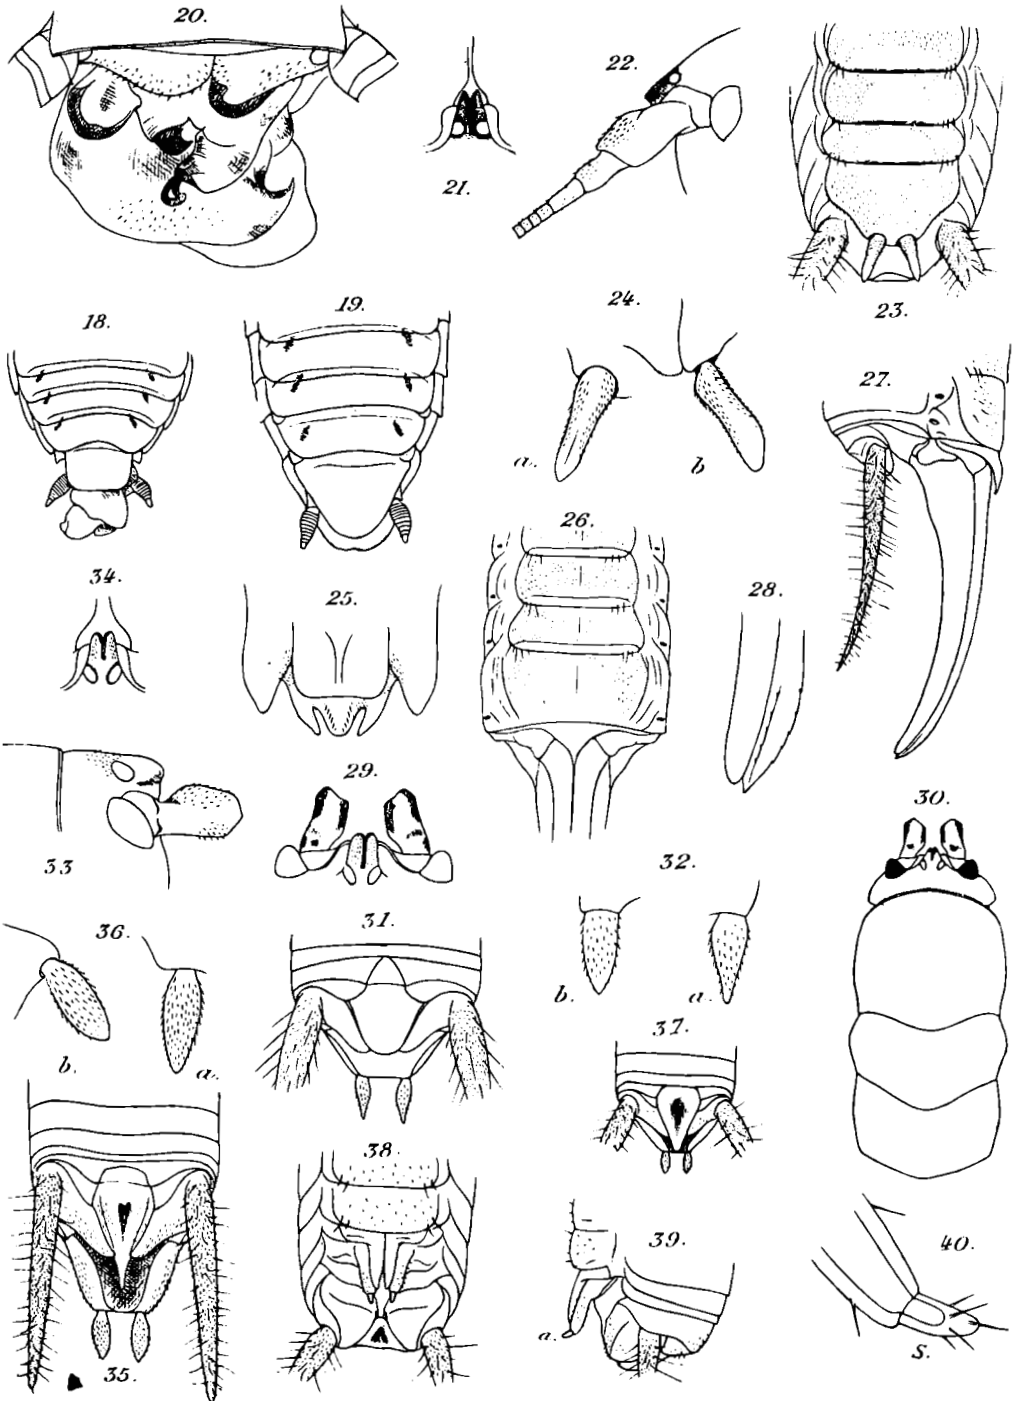 20.
21.
22.
23.
18.
19.
24.
a.
b
27.
34.
25.
26.
28.
33
29.
30.
36.
b.
a.
31.
32.
b.
a.
37.
35.
38.
39.
a.
40.
s.